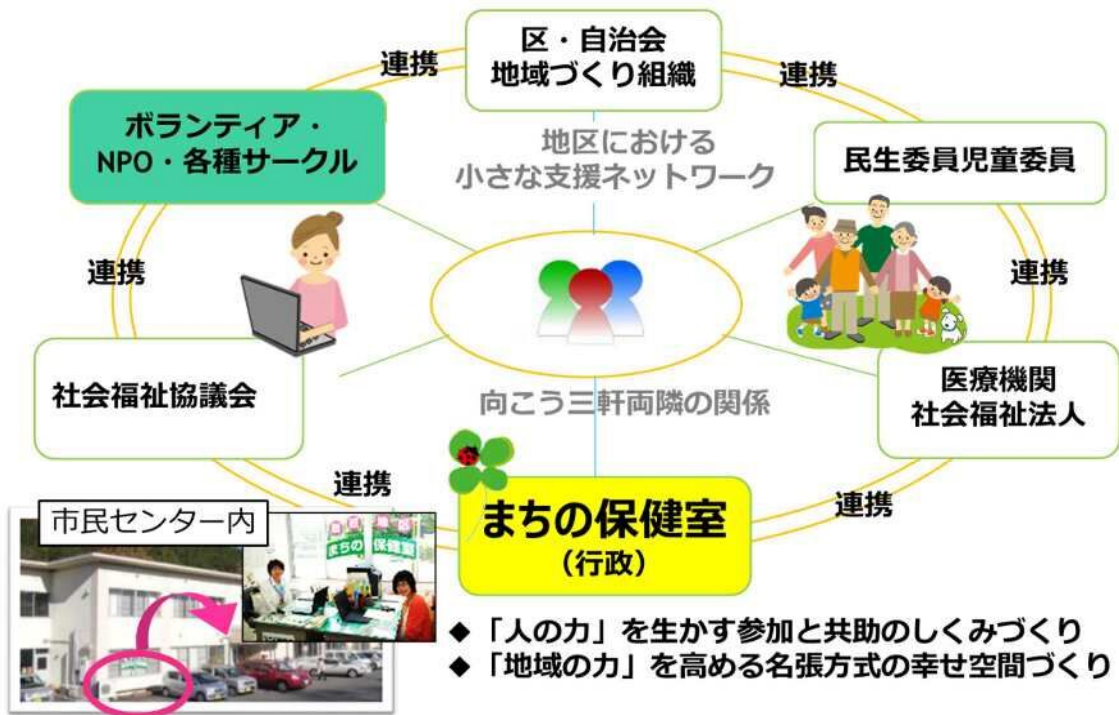 区・自治会
地域づくり組織
連携
連携
ボランティア・
NPO・各種サークル
地区における
小さな支援ネットワーク
民生委員児童委員
連携
連携
社会福祉協議会
向こう三軒両隣の関係
医療機関
社会福祉法人
連携
連携
まちの保健室
(行政)
市民センター内
まちの保健室
◆ 「人の力」を生かす参加と共助のしくみづくり
◆ 「地域の力」を高める名張方式の幸せ空間づくり